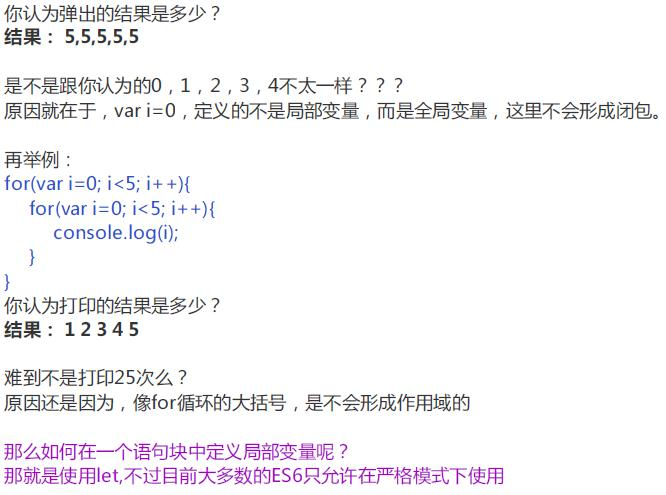 你认为弹出的结果是多少？
结果： 5,5,5,5,5
是不是跟你认为的0，1，2，3，4不太一样？？？
原因就在于，var i=0，定义的不是局部变量，而是全局变量，这里不会形成闭包。
再举例：
for(var i=0; i<5; i++){
for(var i=0; i<5; i++){
console.log(i);
}
}
你认为打印的结果是多少？
结果： 1 2 3 4 5
难到不是打印25次么？
原因还是因为，像for循环的大括号，是不会形成作用域的
那么如何在一个语句块中定义局部变量呢？
那就是使用let,不过目前大多数的ES6只允许在严格模式下使用